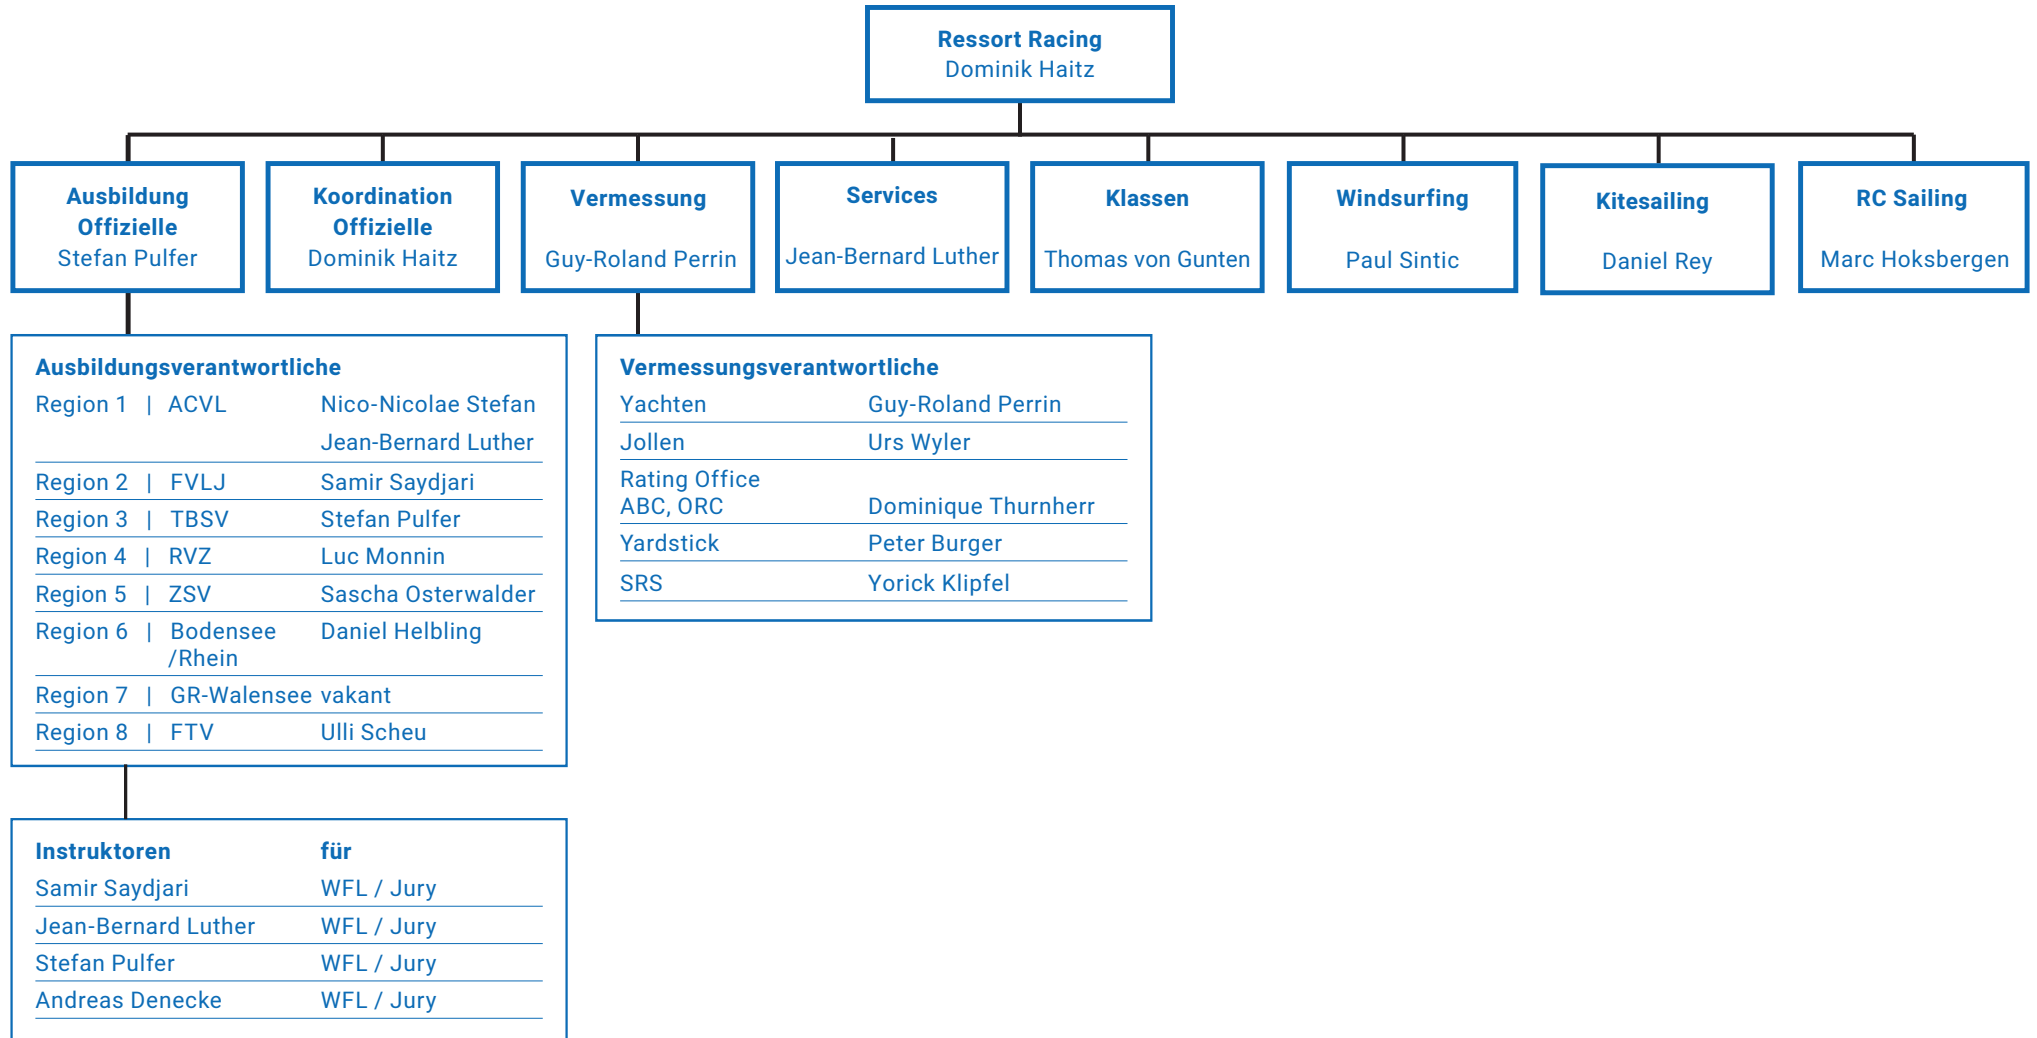 Ressort Racing
Dominik Haitz
Ausbildung
Offizielle
Stefan Pulfer
Koordination
Offizielle
Dominik Haitz
Vermessung
Guy-Roland Perrin
Services
Jean-Bernard Luther
Klassen
Thomas von Gunten
Windsurfing
Paul Sintic
Kitesailing
Daniel Rey
RC Sailing
Marc Hoksbergen
Ausbildungsverantwortliche
Region 1 | ACVL Nico-Nicolae Stefan
Jean-Bernard Luther
Region 2 | FVLJ Samir Saydjari
Region 3 | TBSV Stefan Pulfer
Region 4 | RVZ Luc Monnin
Region 5 | ZSV Sascha Osterwalder
Region 6 | Bodensee Daniel Helbling
/Rhein
Region 7 | GR-Walensee vakant
Region 8 | FTV Ulli Scheu
Vermessungsverantwortliche
Yachten Guy-Roland Perrin
Jollen Urs Wyler
Rating Office
ABC, ORC Dominique Thurnherr
Yardstick Peter Burger
SRS Yorick Klipfel
Instruktoren für
Samir Saydjari WFL / Jury
Jean-Bernard Luther WFL / Jury
Stefan Pulfer WFL / Jury
Andreas Denecke WFL / Jury